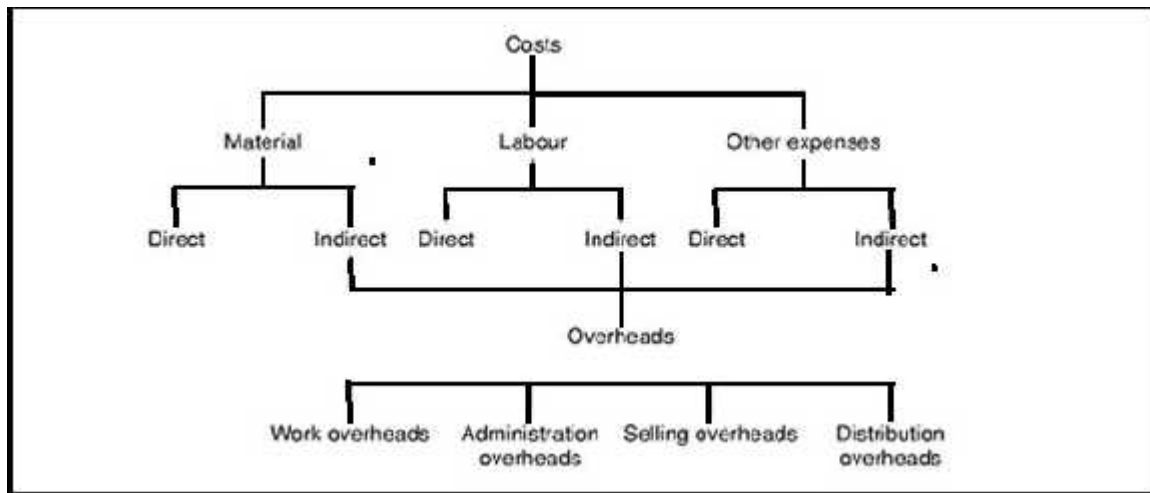 Costs
Material Labour Other expenses
Direct Indirect Direct Indirect Direct Indirect
Overheads
Work overheads Administration overheads Selling overheads Distribution overheads